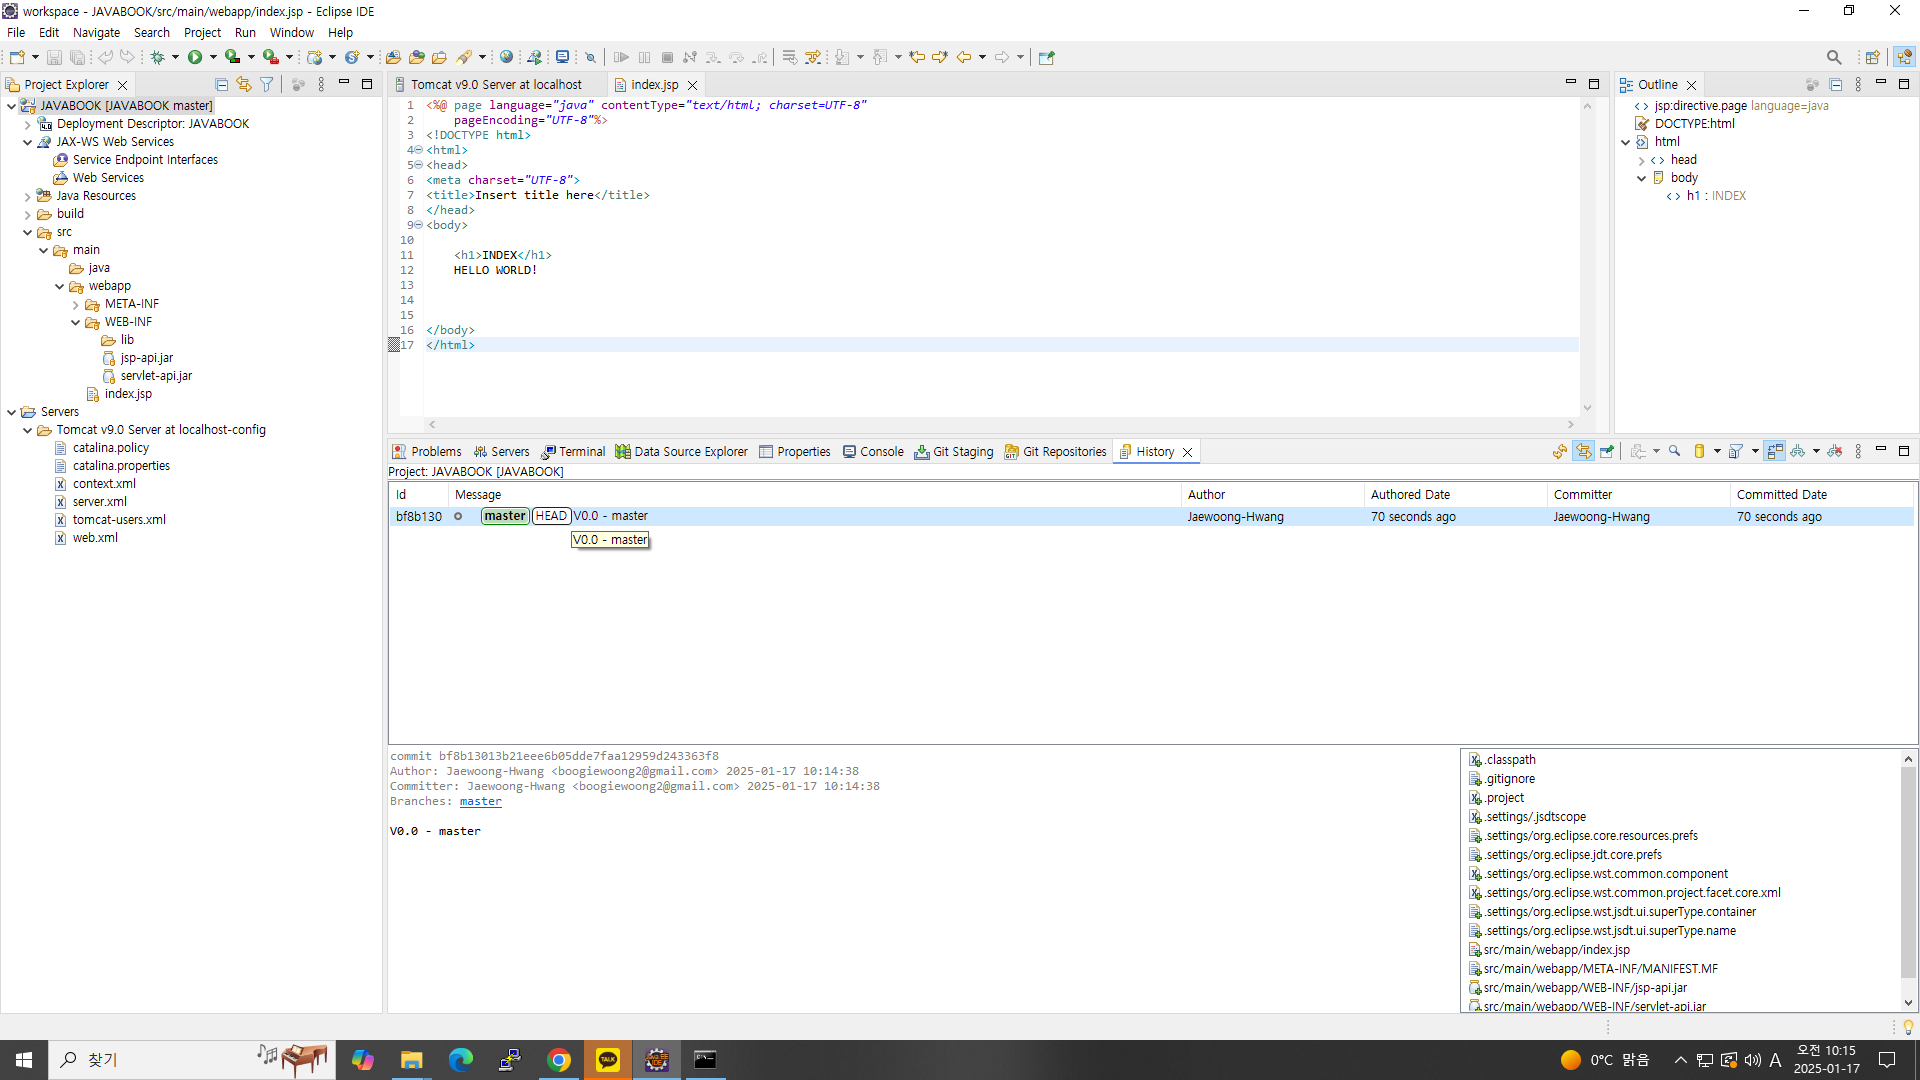 workspace - JAVABOOK/src/main/webapp/index.jsp - Eclipse IDE
File Edit Navigate Search Project Run Window Help
Project Explorer
JAVABOOK [JAVABOOK master]
Deployment Descriptor: JAVABOOK
JAX-WS Web Services
Service Endpoint Interfaces
Web Services
Java Resources
build
src
main
java
webapp
META-INF
WEB-INF
lib
jsp-api.jar
servlet-api.jar
index.jsp
Servers
Tomcat v9.0 Server at localhost-config
catalina.policy
catalina.properties
context.xml
server.xml
tomcat-users.xml
web.xml
Tomcat v9.0 Server at localhost index.jsp
1 <%@ page language="java" contentType="text/html; charset=UTF-8"
2 pageEncoding="UTF-8"%>
3 <!DOCTYPE html>
4 <html>
5 <head>
6 <meta charset="UTF-8">
7 <title>Insert title here</title>
8 </head>
9 <body>
10
11 <h1>INDEX</h1>
12 HELLO WORLD!
13
14
15
16 </body>
17 </html>
Outline
jsp:directive.page language=java
DOCTYPE:html
html
head
body
h1 : INDEX
Problems Servers Terminal Data Source Explorer Properties Console Git Staging Git Repositories History
Project: JAVABOOK [JAVABOOK]
Id Message Author Authored Date Committer Committed Date
bf8b130 master HEAD V0.0 - master Jaewoong-Hwang 70 seconds ago Jaewoong-Hwang 70 seconds ago
V0.0 - master
commit bf8b13013b21eee6b05dde7faa12959d243363f8
Author: Jaewoong-Hwang <boogiewoong2@gmail.com> 2025-01-17 10:14:38
Committer: Jaewoong-Hwang <boogiewoong2@gmail.com> 2025-01-17 10:14:38
Branches: master
V0.0 - master
.classpath
.gitignore
.project
.settings/.jsdtscope
.settings/org.eclipse.core.resources.prefs
.settings/org.eclipse.jdt.core.prefs
.settings/org.eclipse.wst.common.component
.settings/org.eclipse.wst.common.project.facet.core.xml
.settings/org.eclipse.wst.jsdt.ui.superType.container
.settings/org.eclipse.wst.jsdt.ui.superType.name
src/main/webapp/index.jsp
src/main/webapp/META-INF/MANIFEST.MF
src/main/webapp/WEB-INF/jsp-api.jar
src/main/webapp/WEB-INF/servlet-api.jar
찾기
TALK
Java EE
IDE
0°C 맑음
A
오전 10:15
2025-01-17